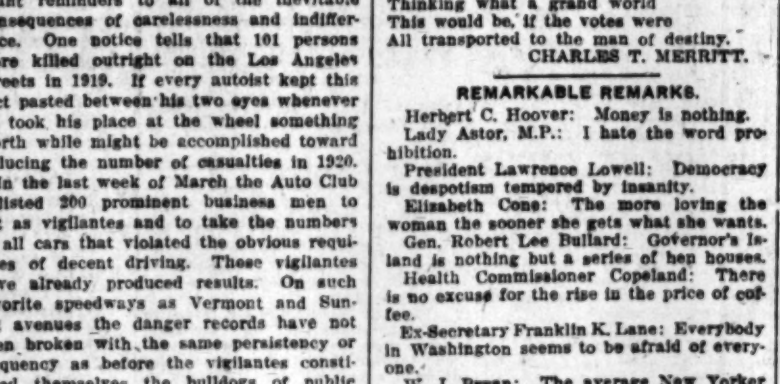 nsequences of carelessness and indiffer-
ce. One notice tells that 101 persons
re killed outright on the Los Angeles
reets in 1919. If every autoist kept this
ct pasted between his two eyes whenever
took his place at the wheel something
rth while might be accomplished toward
ducing the number of casualties in 1920.
In the last week of March the Auto Club
listed 200 prominent business men to
t as vigilantes and to take the numbers
all cars that violated the obvious requi-
es of decent driving. These vigilantes
ve already produced results. On such
vorite speedways as Vermont and Sun-
avenues the danger records have not
en broken with the same persistency or
quency as before the vigilantes consti-
ed themselves the bulldogs of public
Thinking what a grand world
This would be, if the votes were
All transported to the man of destiny.
CHARLES T. MERRITT.
REMARKABLE REMARKS.
Herbert C. Hoover: Money is nothing.
Lady Astor, M.P.: I hate the word pro-
hibition.
President Lawrence Lowell: Democracy
is despotism tempered by insanity.
Elisabeth Cone: The more loving the
woman the sooner she gets what she wants.
Gen. Robert Lee Bullard: Governor's Is-
land is nothing but a series of hen houses.
Health Commissioner Copeland: There
is no excuse for the rise in the price of cof-
fee.
Ex-Secretary Franklin K. Lane: Everybody
in Washington seems to be afraid of every-
one.
The average New Yorker